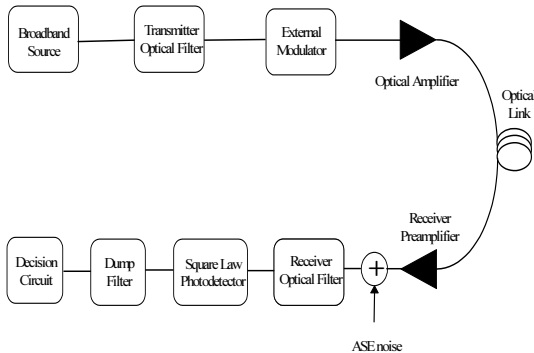 Broadband
Source
Transmitter
Optical Filter
External
Modulator
Optical Amplifier
Optical
Link
Receiver
Preamplifier
Decision
Circuit
Dump
Filter
Square Law
Photodetector
Receiver
Optical Filter
+
ASE noise